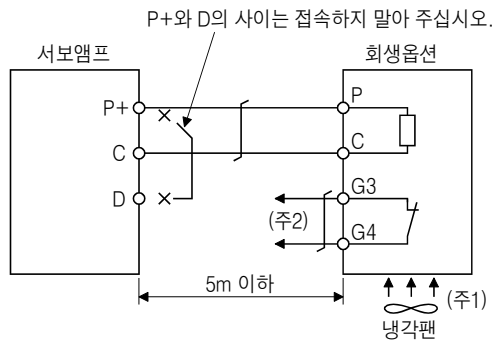 P+와 D의 사이는 접속하지 말아 주십시오.
서보앰프
회생옵션
P+
P
C
C
D
G3
(주2)
G4
5m 이하
(주1)
냉각팬